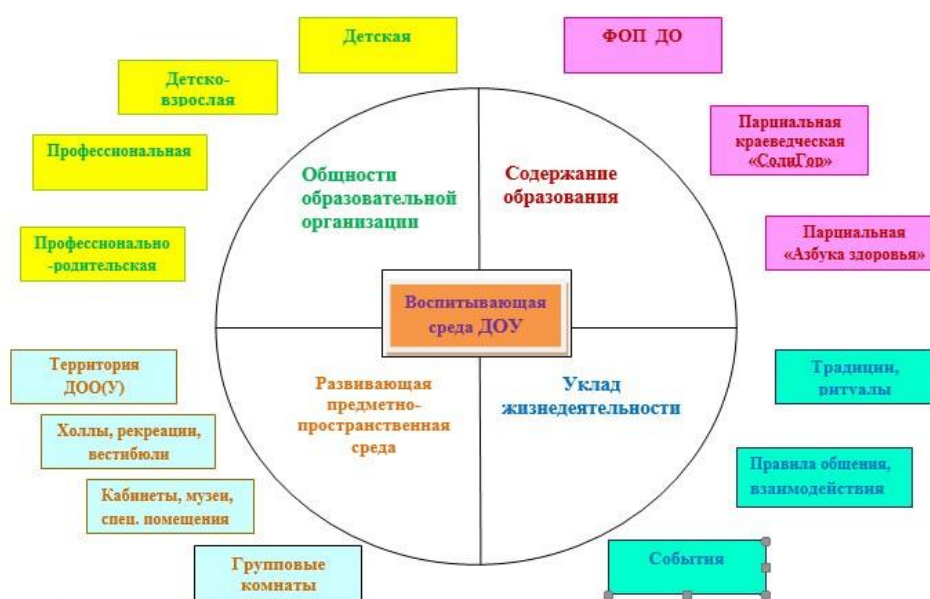 Детская
ФОП ДО
Детско-
взрослая
Парциальная
краеведческая
«СолиГор»
Профессиональная
Общности
образовательной
организации
Содержание
образования
Профессионально
-родительская
Парциальная
«Азбука здоровья»
Воспитывающая
среда ДОУ
Территория
ДОО(У)
Развивающая
предметно-
пространственная
среда
Уклад
жизнедеятельности
Традиции,
ритуалы
Холлы, рекреации,
вестибюли
Правила общения,
взаимодействия
Кабинеты, музеи,
спец. помещения
Групповые
комнаты
События